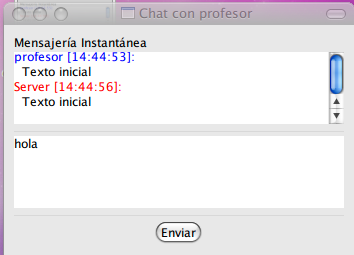 Chat con profesor
Mensajería Instantánea
profesor [14:44:53]:
Texto inicial
Server [14:44:56]:
Texto inicial
hola
Enviar